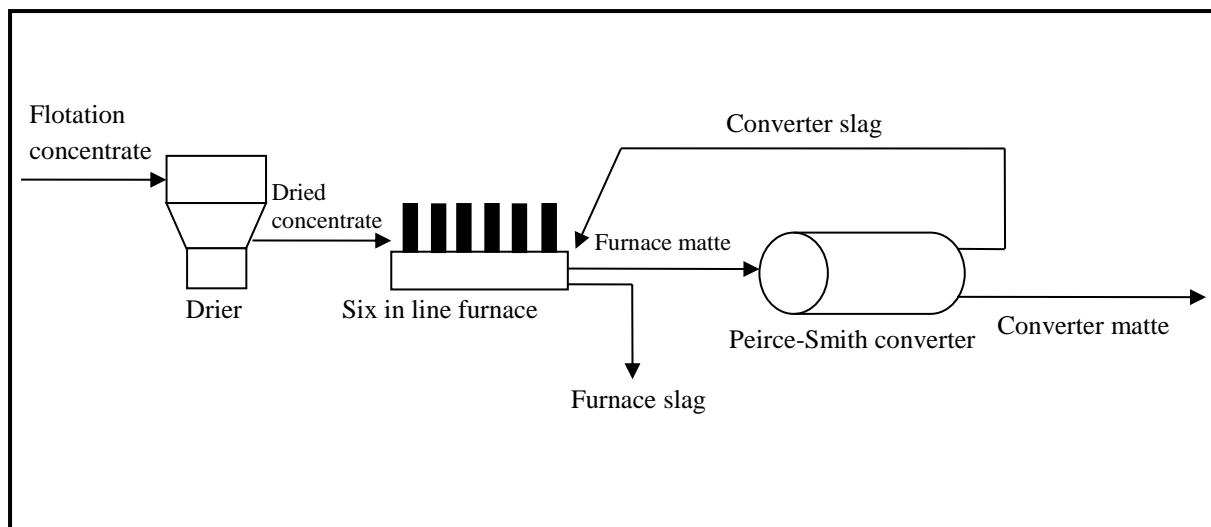 Flotation
concentrate
Converter slag
Dried
concentrate
Furnace matte
Drier
Six in line furnace
Peirce-Smith converter
Converter matte
Furnace slag